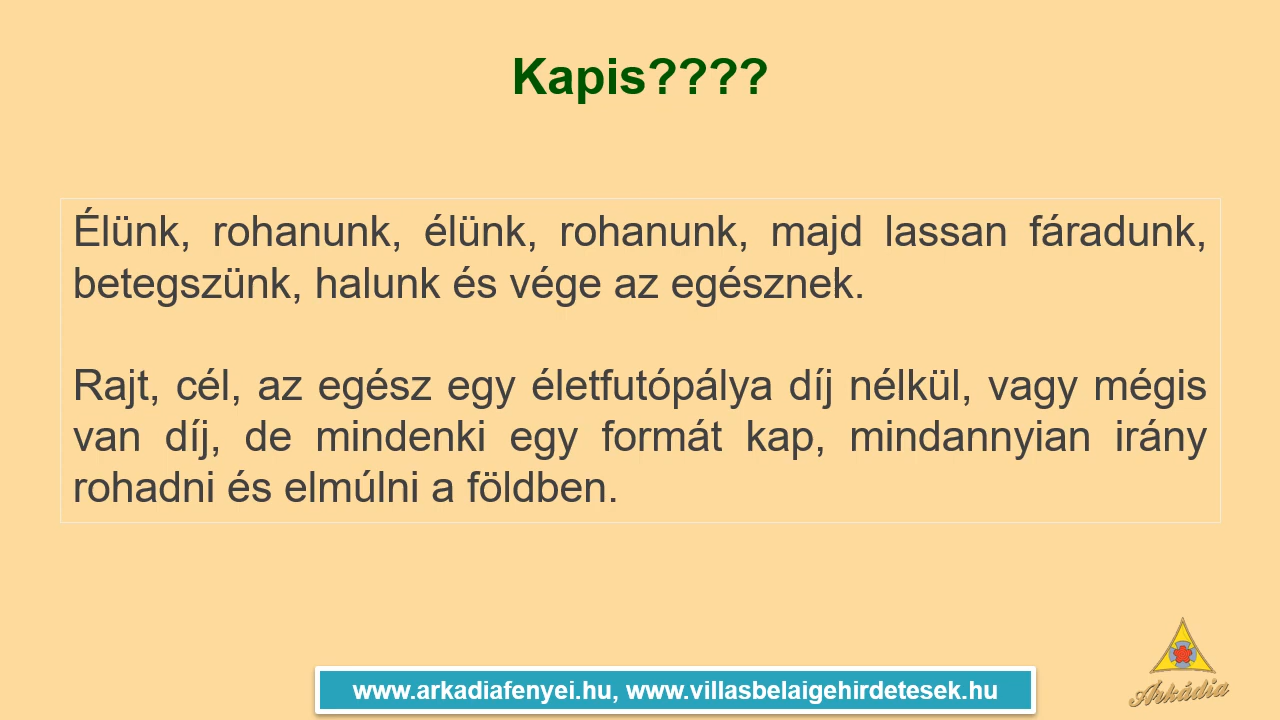 Kapis????
Élünk, rohanunk, élünk, rohanunk, majd lassan fáradunk,
betegszünk, halunk és vége az egésznek.
Rajt, cél, az egész egy életfutópálya díj nélkül, vagy mégis
van díj, de mindenki egy formát kap, mindannyian irány
rohadni és elmúlni a földben.
www.arkadiafenyei.hu, www.villasbelaigehirdetesek.hu
Arkádia